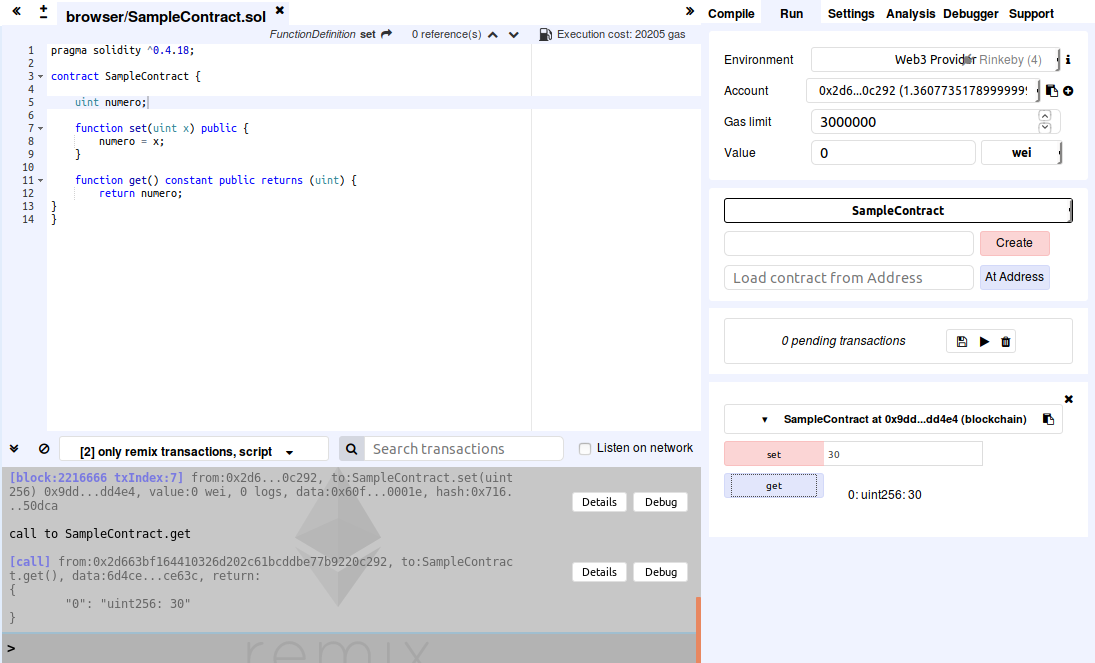 browser/SampleContract.sol
Compile Run Settings Analysis Debugger Support
FunctionDefinition set 0 reference(s) Execution cost: 20205 gas
1 pragma solidity ^0.4.18;
2
3 contract SampleContract {
4
5 uint numero;
6
7 function set(uint x) public {
8 numero = x;
9 }
10
11 function get() constant public returns (uint) {
12 return numero;
13 }
14 }
[2] only remix transactions, script
Search transactions
Listen on network
[block:2216666 txIndex:7] from:0x2d6...0c292, to:SampleContract.set(uint
256) 0x9dd...dd4e4, value:0 wei, 0 logs, data:0x60f...0001e, hash:0x716.
..50dca
Details Debug
call to SampleContract.get
[call] from:0x2d663bf164410326d202c61bcddbe77b9220c292, to:SampleContrac
t.get(), data:6d4ce...ce63c, return:
Details Debug
{
"0": "uint256: 30"
}
remix
>
Environment Web3 Provider Rinkeby (4)
Account 0x2d6...0c292 (1.3607735178999999
Gas limit 3000000
Value 0 wei
SampleContract
Create
Load contract from Address At Address
0 pending transactions
SampleContract at 0x9dd...dd4e4 (blockchain)
set 30
get 0: uint256: 30